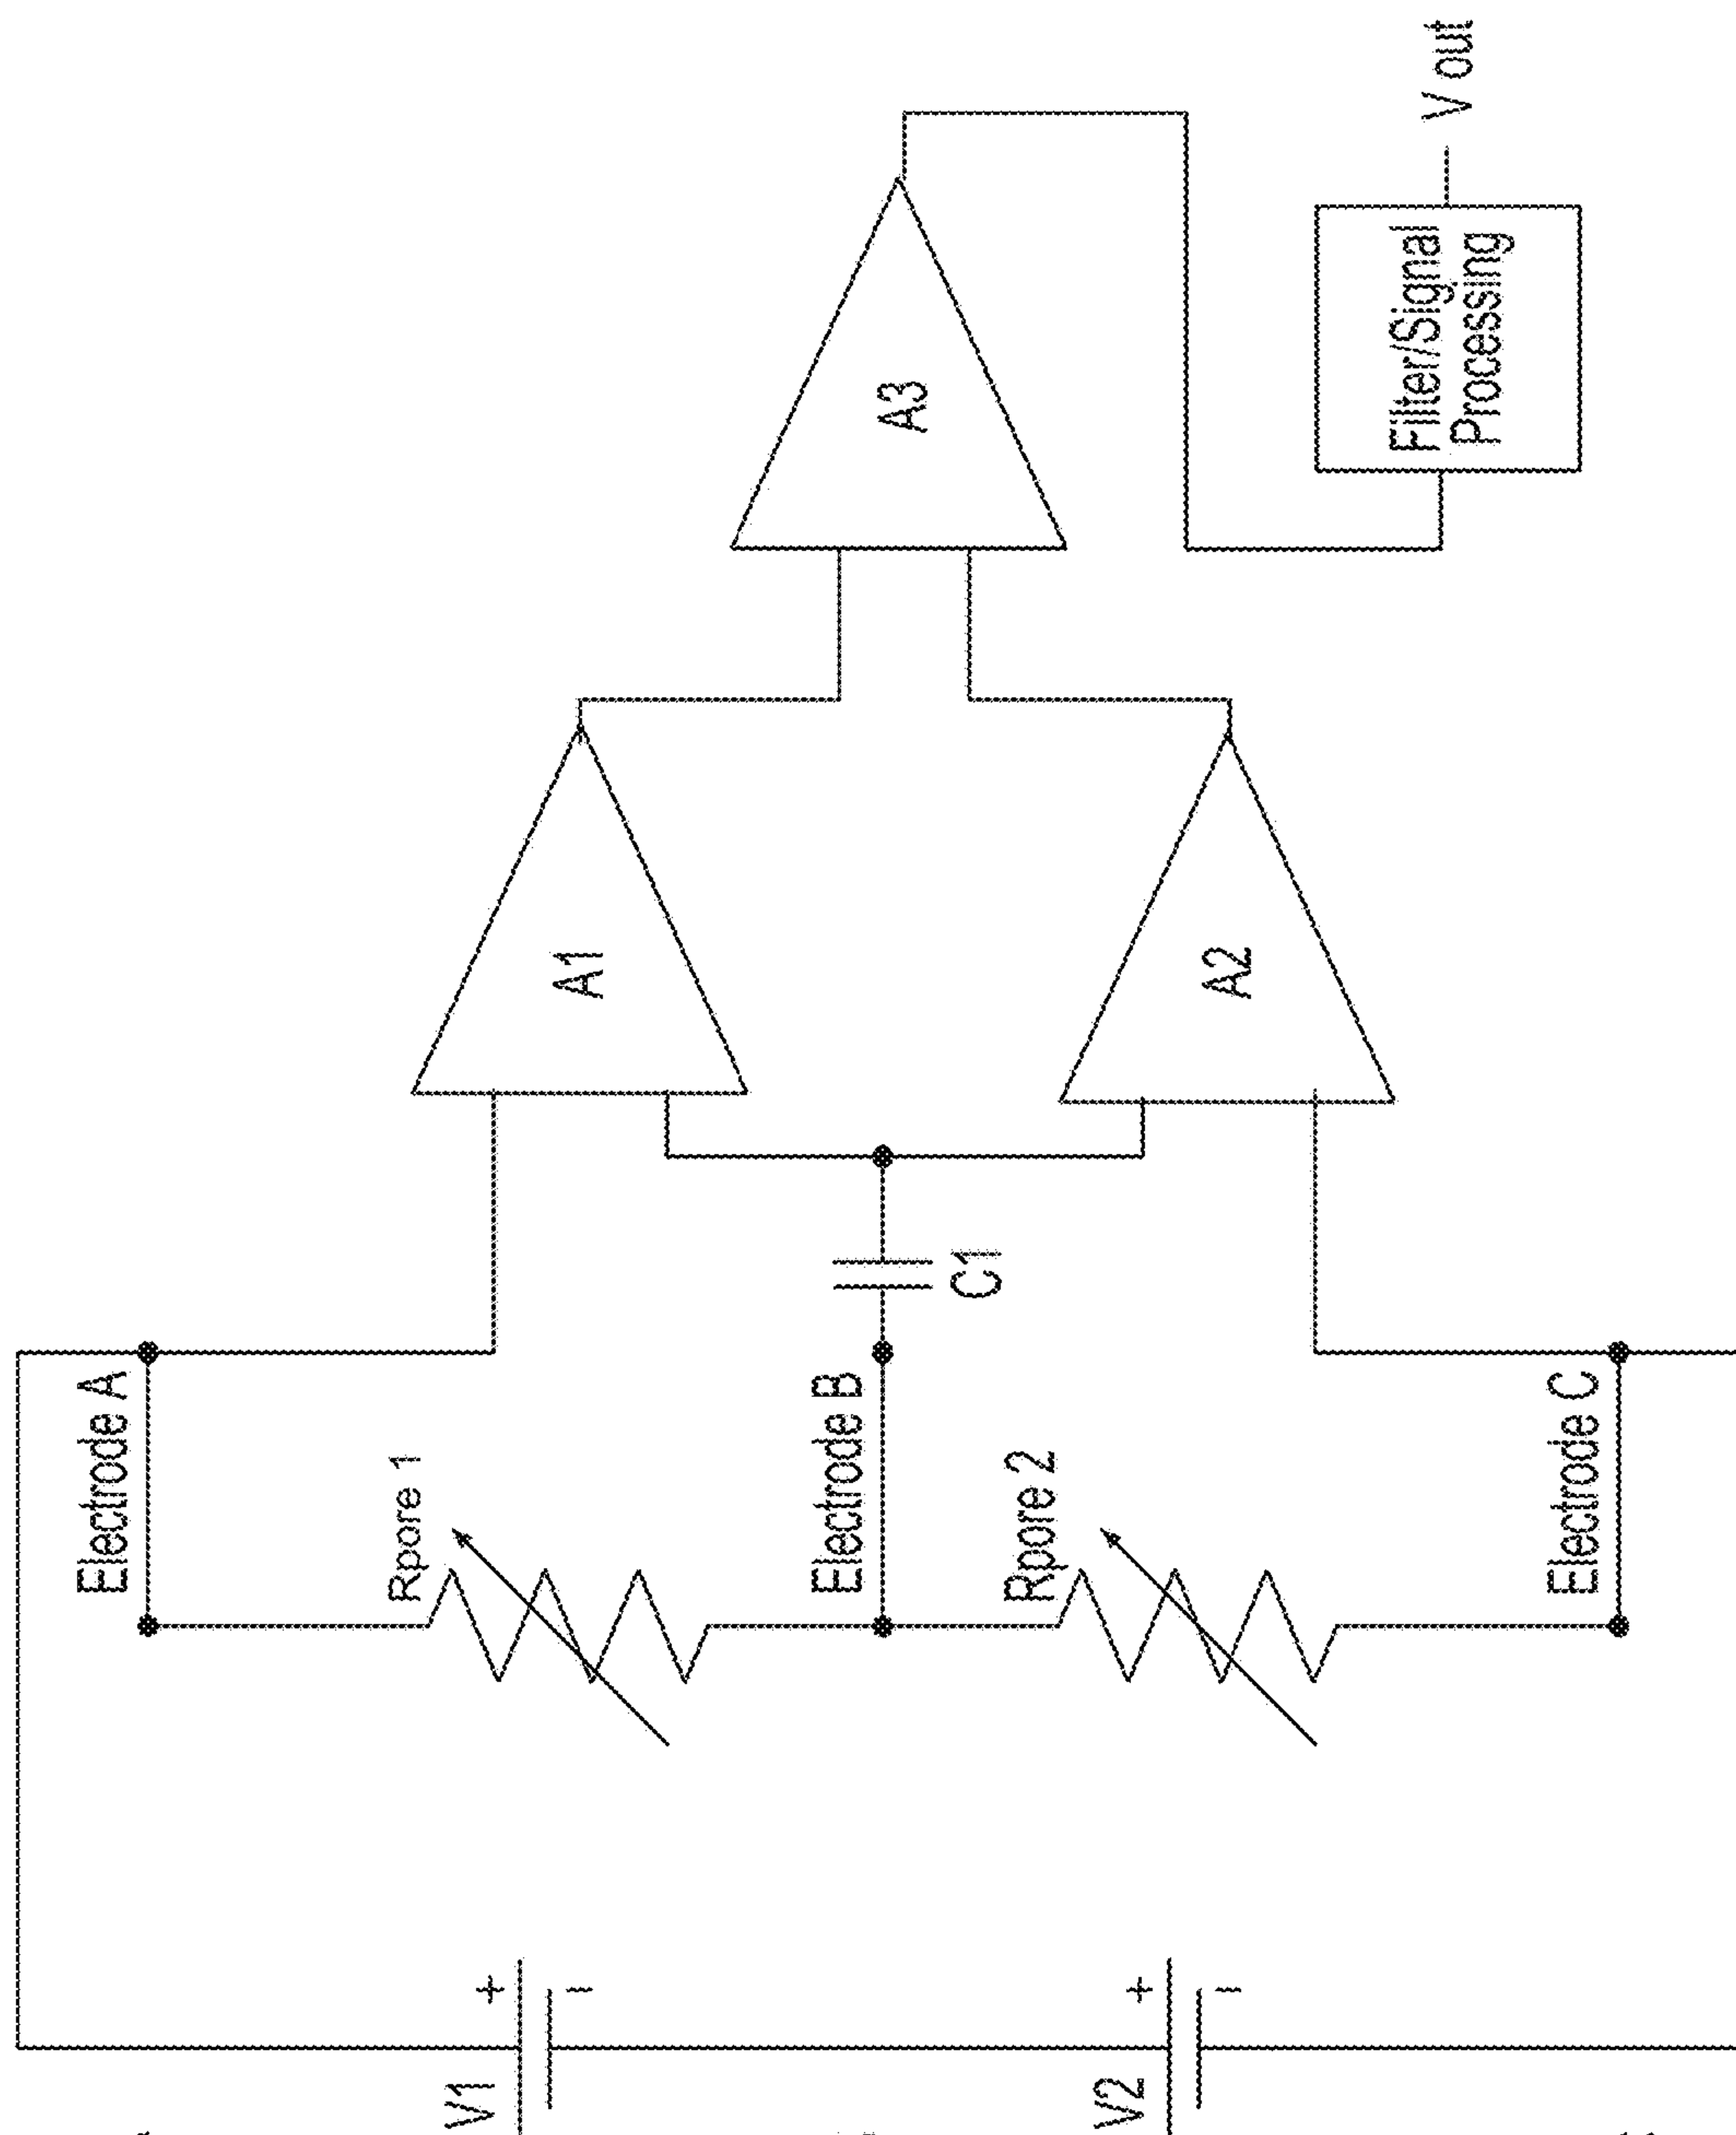 Electrode A
Rpore 1
Electrode B
Rpore 2
Electrode C
V1
+
−
V2
+
−
C1
A1
A2
A3
Filter/Signal
Processing
V out